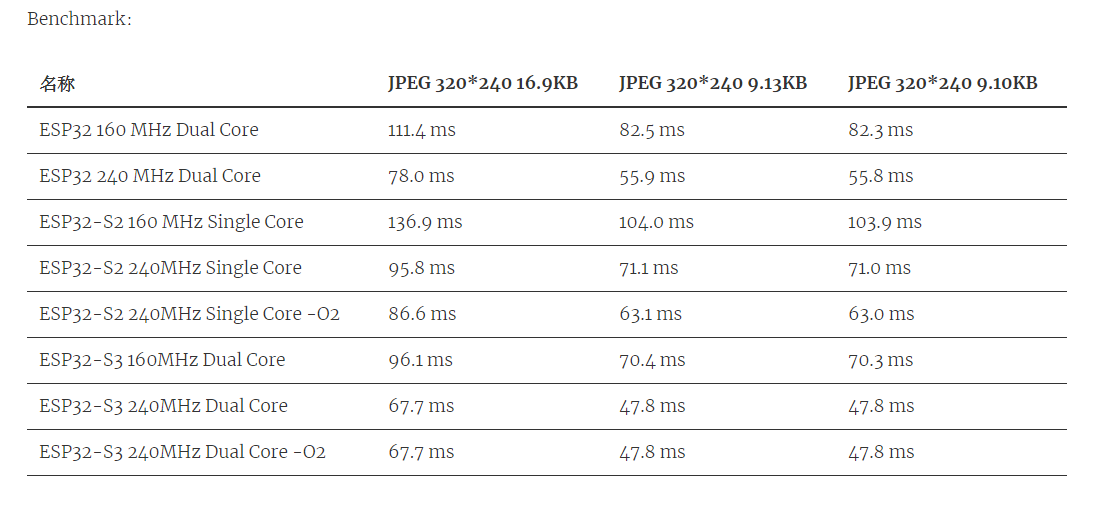 Benchmark:
名称 JPEG 320*240 16.9KB JPEG 320*240 9.13KB JPEG 320*240 9.10KB
ESP32 160 MHz Dual Core 111.4 ms 82.5 ms 82.3 ms
ESP32 240 MHz Dual Core 78.0 ms 55.9 ms 55.8 ms
ESP32-S2 160 MHz Single Core 136.9 ms 104.0 ms 103.9 ms
ESP32-S2 240MHz Single Core 95.8 ms 71.1 ms 71.0 ms
ESP32-S2 240MHz Single Core -O2 86.6 ms 63.1 ms 63.0 ms
ESP32-S3 160MHz Dual Core 96.1 ms 70.4 ms 70.3 ms
ESP32-S3 240MHz Dual Core 67.7 ms 47.8 ms 47.8 ms
ESP32-S3 240MHz Dual Core -O2 67.7 ms 47.8 ms 47.8 ms